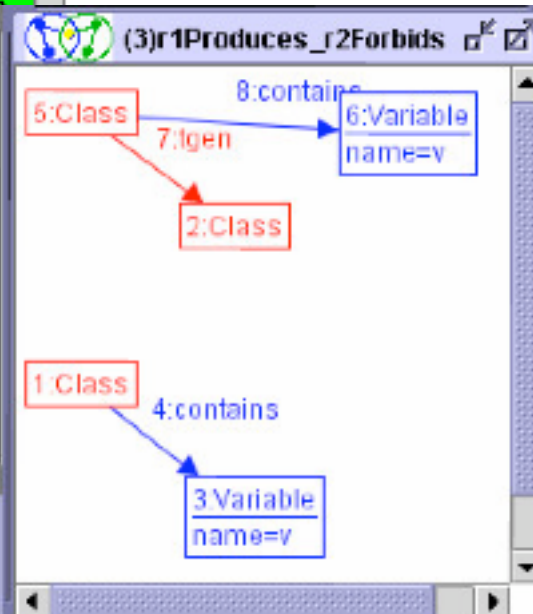 (3)r1Produces_r2Forbids
8:contains
5:Class
6:Variable
name=v
7:tgen
2:Class
1:Class
4:contains
3:Variable
name=v